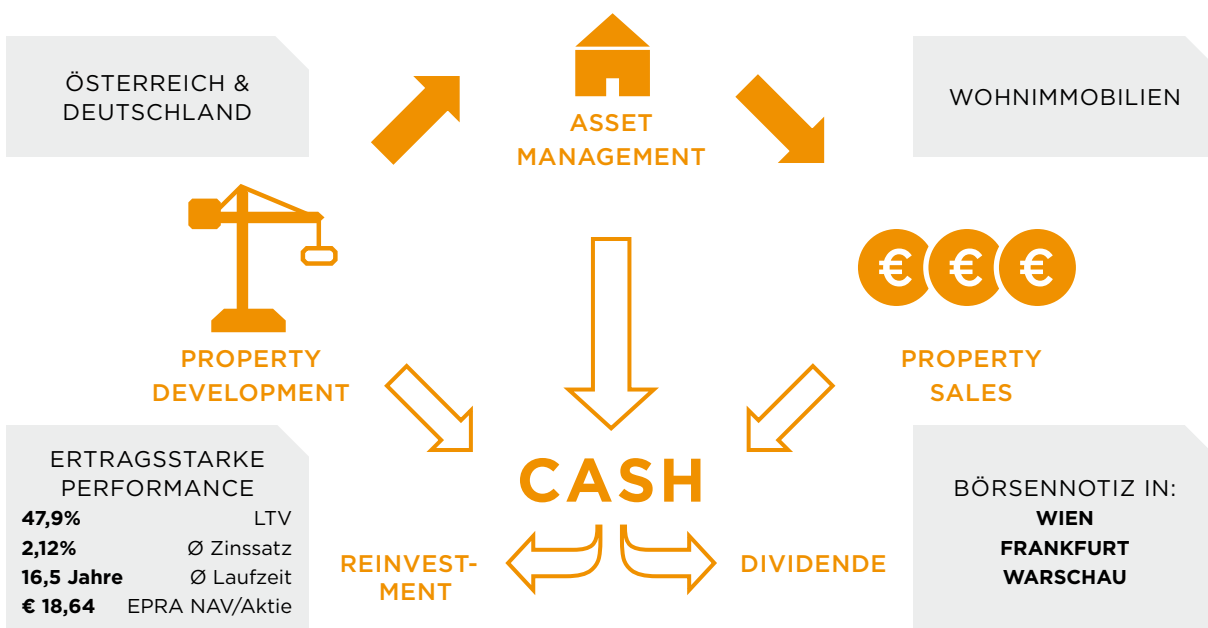 ÖSTERREICH &
DEUTSCHLAND
ASSET
MANAGEMENT
WOHNIMMOBILIEN
€ € €
PROPERTY
DEVELOPMENT
PROPERTY
SALES
ERTRAGSSTARKE
PERFORMANCE
47,9% LTV
2,12% Ø Zinssatz
16,5 Jahre Ø Laufzeit
€ 18,64 EPRA NAV/Aktie
CASH
REINVEST-
MENT
DIVIDENDE
BÖRSENNOTIZ IN:
WIEN
FRANKFURT
WARSCHAU